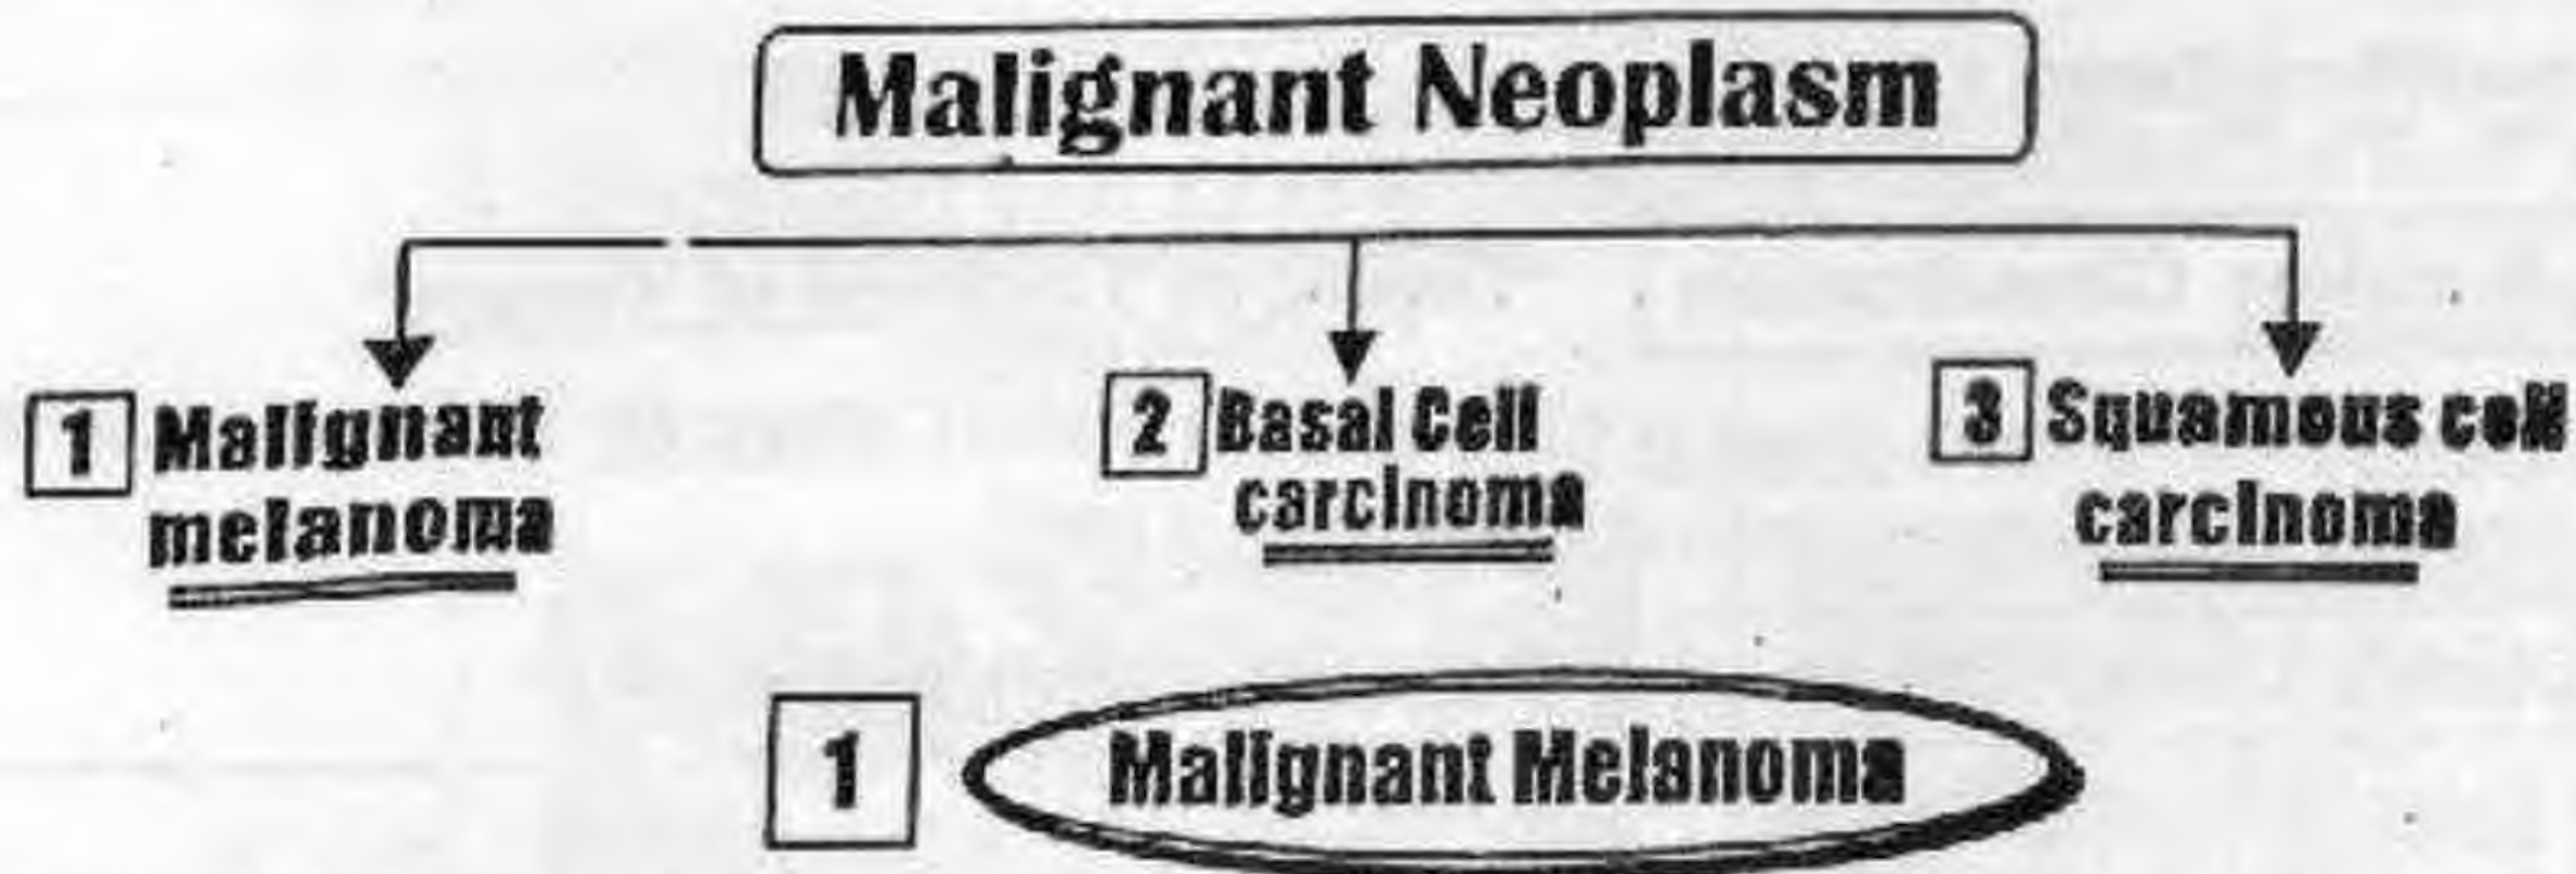 Malignant Neoplasm
1 Malignant
melanoma
2 Basal Cell
carcinoma
3 Squamous cell
carcinoma
1 Malignant Melanoma